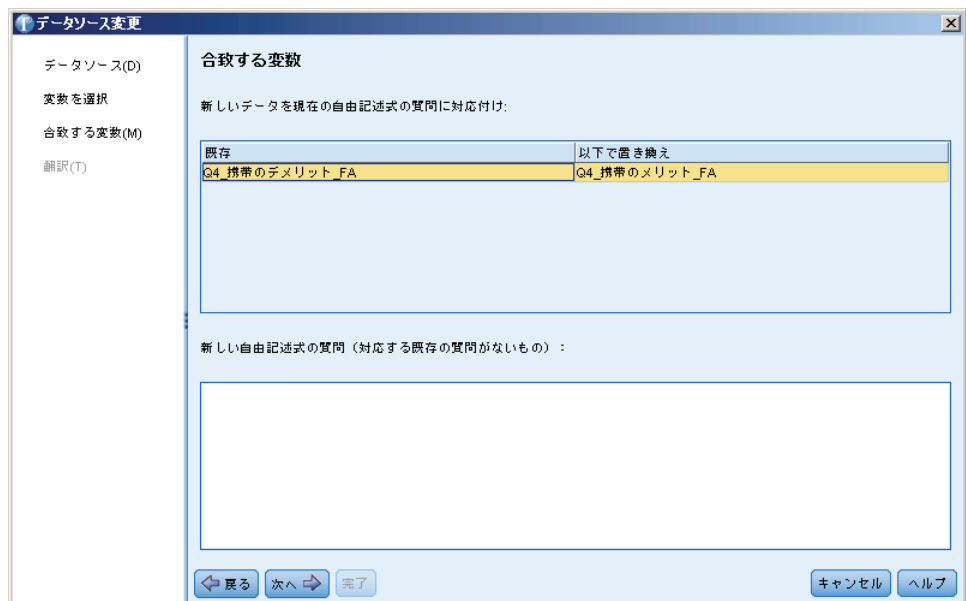 データソース変更
データソース(D)
変数を選択
合致する変数(M)
翻訳(T)
合致する変数
新しいデータを現在の自由記述式の質問に対応付け:
既存
以下で置き換え
Q4_携帯のデメリット_FA
Q4_携帯のメリット_FA
新しい自由記述式の質問（対応する既存の質問がないもの）：
戻る
次へ
完了
キャンセル
ヘルプ